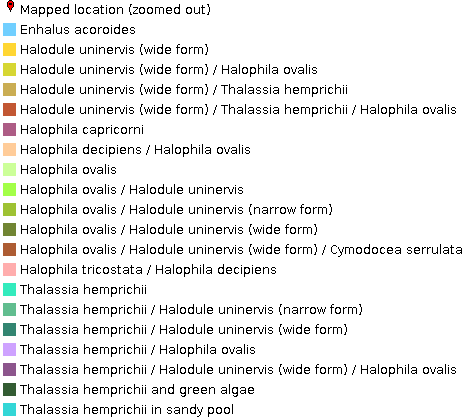 Mapped location (zoomed out)
Enhalus acoroides
Halodule uninervis (wide form)
Halodule uninervis (wide form) / Halophila ovalis
Halodule uninervis (wide form) / Thalassia hemprichii
Halodule uninervis (wide form) / Thalassia hemprichii / Halophila ovalis
Halophila capricorni
Halophila decipiens / Halophila ovalis
Halophila ovalis
Halophila ovalis / Halodule uninervis
Halophila ovalis / Halodule uninervis (narrow form)
Halophila ovalis / Halodule uninervis (wide form)
Halophila ovalis / Halodule uninervis (wide form) / Cymodocea serrulata
Halophila tricostata / Halophila decipiens
Thalassia hemprichii
Thalassia hemprichii / Halodule uninervis (narrow form)
Thalassia hemprichii / Halodule uninervis (wide form)
Thalassia hemprichii / Halophila ovalis
Thalassia hemprichii / Halodule uninervis (wide form) / Halophila ovalis
Thalassia hemprichii and green algae
Thalassia hemprichii in sandy pool